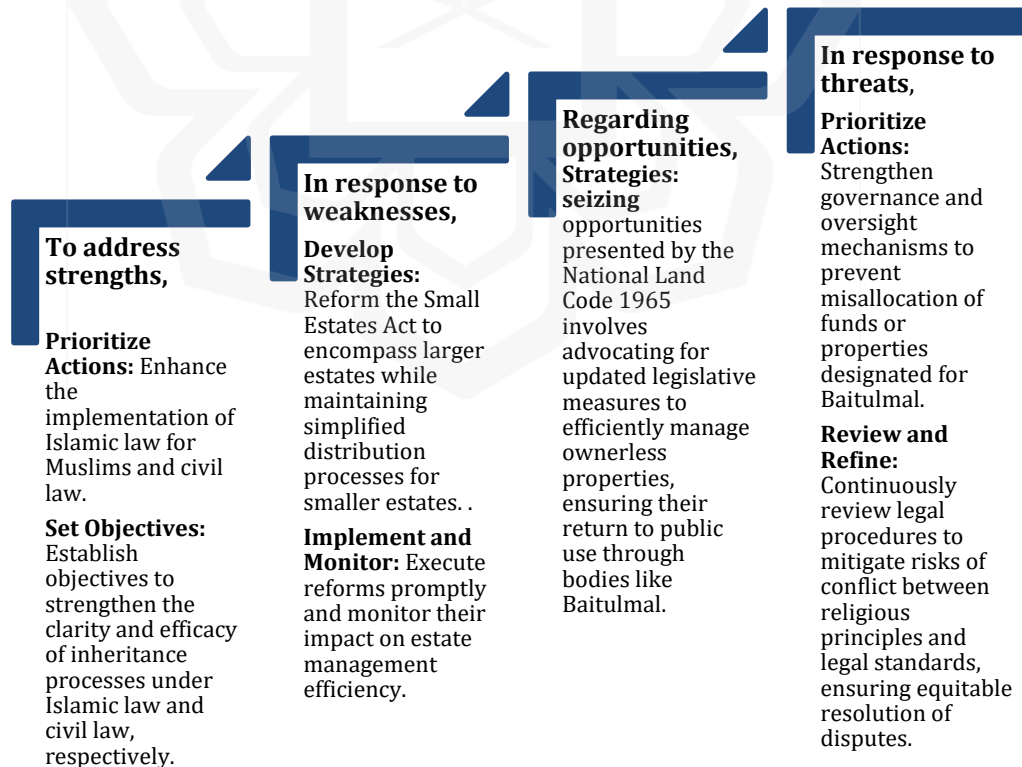 To address
strengths,
Prioritize
Actions: Enhance
the
implementation of
Islamic law for
Muslims and civil
law.
Set Objectives:
Establish
objectives to
strengthen the
clarity and efficacy
of inheritance
processes under
Islamic law and
civil law,
respectively.
In response to
weaknesses,
Develop
Strategies:
Reform the Small
Estates Act to
encompass larger
estates while
maintaining
simplified
distribution
processes for
smaller estates. .
Implement and
Monitor: Execute
reforms promptly
and monitor their
impact on estate
management
efficiency.
Regarding
opportunities,
Strategies:
seizing
opportunities
presented by the
National Land
Code 1965
involves
advocating for
updated legislative
measures to
efficiently manage
ownerless
properties,
ensuring their
return to public
use through
bodies like
Baitulmal.
In response to
threats,
Prioritize
Actions:
Strengthen
governance and
oversight
mechanisms to
prevent
misallocation of
funds or
properties
designated for
Baitulmal.
Review and
Refine:
Continuously
review legal
procedures to
mitigate risks of
conflict between
religious
principles and
legal standards,
ensuring equitable
resolution of
disputes.